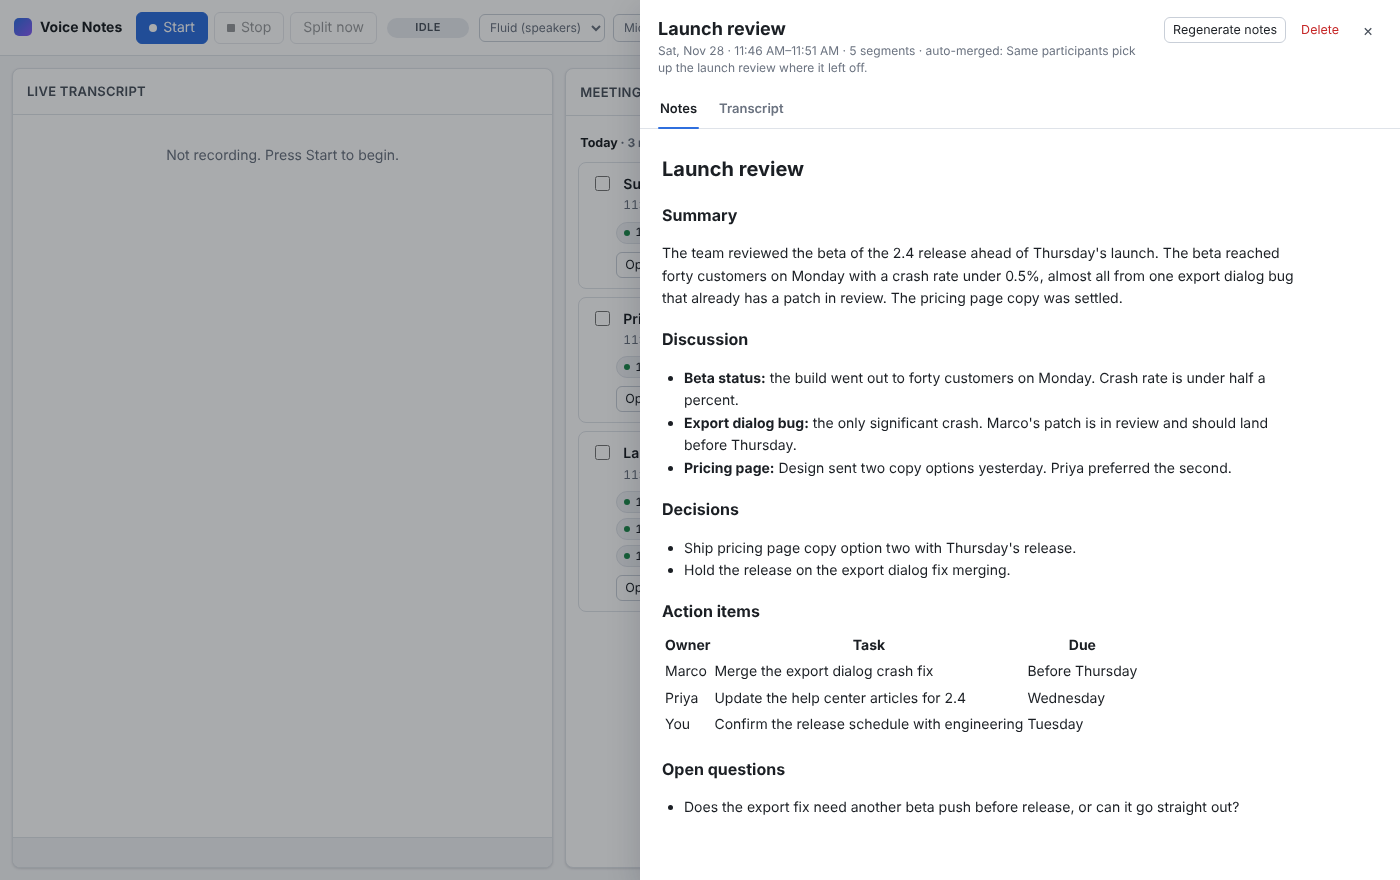 Voice Notes
Start
Stop
Split now
IDLE
Fluid (speakers)
LIVE TRANSCRIPT
Not recording. Press Start to begin.
MEETING
Today · 3
Launch review
Sat, Nov 28 · 11:46 AM–11:51 AM · 5 segments · auto-merged: Same participants pick
up the launch review where it left off.
Regenerate notes
Delete
×
Notes
Transcript
Launch review
Summary
The team reviewed the beta of the 2.4 release ahead of Thursday's launch. The beta reached
forty customers on Monday with a crash rate under 0.5%, almost all from one export dialog bug
that already has a patch in review. The pricing page copy was settled.
Discussion
• Beta status: the build went out to forty customers on Monday. Crash rate is under half a
percent.
• Export dialog bug: the only significant crash. Marco's patch is in review and should land
before Thursday.
• Pricing page: Design sent two copy options yesterday. Priya preferred the second.
Decisions
• Ship pricing page copy option two with Thursday's release.
• Hold the release on the export dialog fix merging.
Action items
Owner Task Due
Marco Merge the export dialog crash fix Before Thursday
Priya Update the help center articles for 2.4 Wednesday
You Confirm the release schedule with engineering Tuesday
Open questions
• Does the export fix need another beta push before release, or can it go straight out?